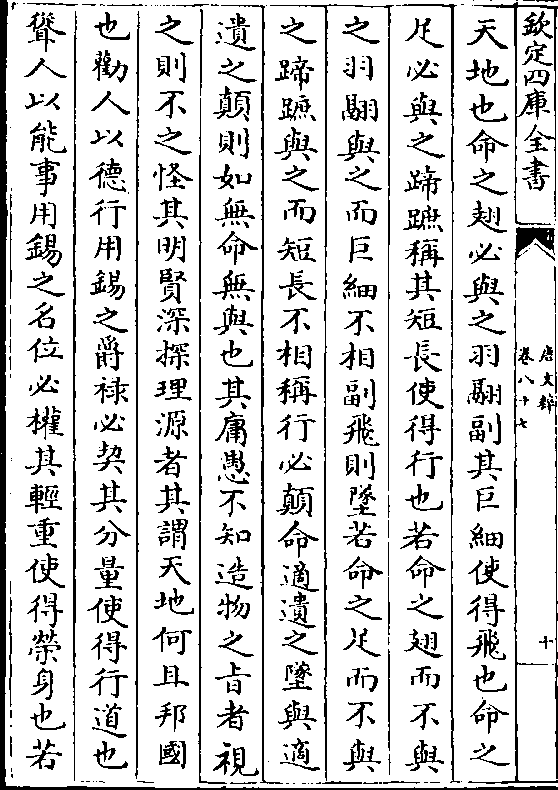 欽定四庫全書
唐文粹
卷八十七
十
天地也命之翅必與之羽翮副其巨細使得飛也命之
足必與之蹄蹠稱其短長使得行也若命之翅而不與
之羽翮與之而巨細不相副飛則墜若命之足而不與
之蹄蹠與之而短長不相稱行必顛命適遺之墜與適
遺之顛則如無命無與也其庸愚不知造物之旨者視
之則不之怪其明賢深探理源者其謂天地何且邦國
也勸人以德行用錫之爵祿必契其分量使得行道也
聳人以能事用錫之名位必權其輕重使得榮身也若